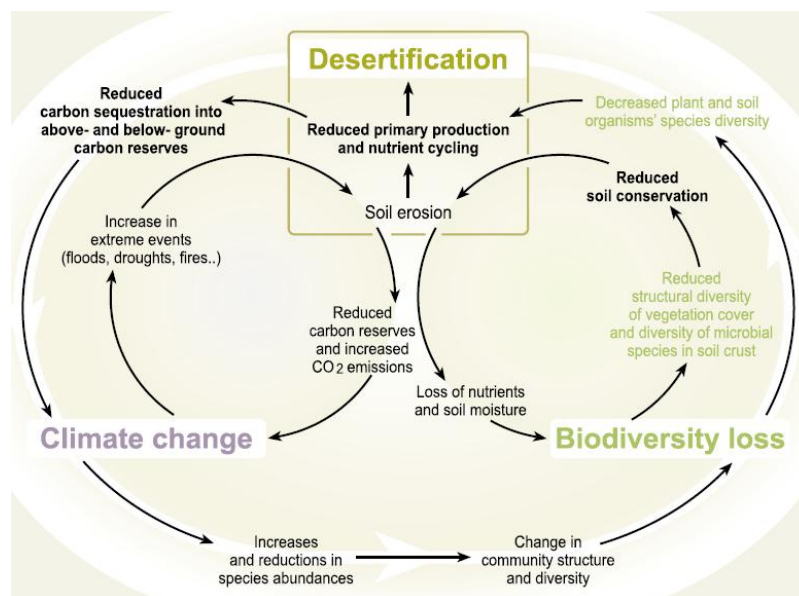 Desertification
Reduced
carbon sequestration into
above- and below- ground
carbon reserves
Reduced primary production
and nutrient cycling
Decreased plant and soil
organisms' species diversity
Soil erosion
Reduced
soil conservation
Increase in
extreme events
(floods, droughts, fires..)
Reduced
carbon reserves
and increased
CO2 emissions
Reduced
structural diversity
of vegetation cover
and diversity of microbial
species in soil crust
Loss of nutrients
and soil moisture
Climate change
Biodiversity loss
Increases
and reductions in
species abundances
Change in
community structure
and diversity